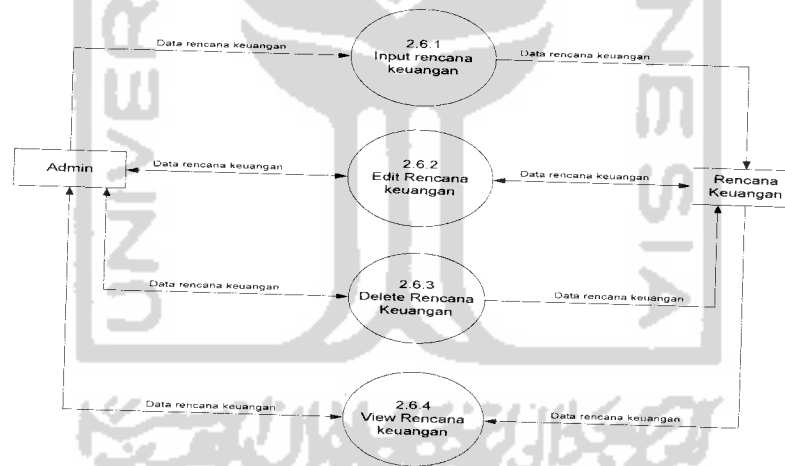 Data rencana keuangan
2.6.1
Input rencana
keuangan
Data rencana keuangan
Admin
Data rencana keuangan
2.6.2
Edit Rencana
keuangan
Data rencana keuangan
Rencana
Keuangan
Data rencana keuangan
2.6.3
Delete Rencana
Keuangan
Data rencana keuangan
Data rencana keuangan
2.6.4
View Rencana
keuangan
Data rencana keuangan
UNIVER
NESIA